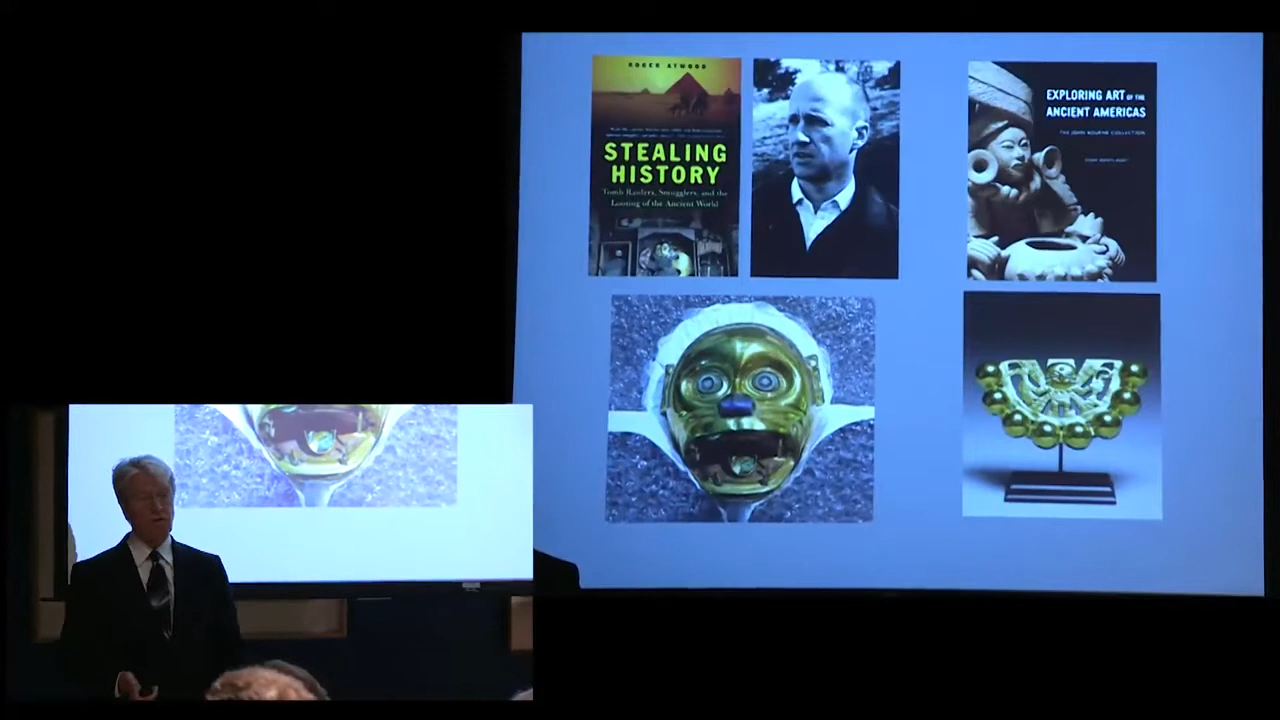 ROGER ATWOOD
STEALING
HISTORY
Tomb Raiders, Smugglers, and the
Looting of the Ancient World
EXPLORING ART OF THE
ANCIENT AMERICAS
THE JOHN BOURNE COLLECTION